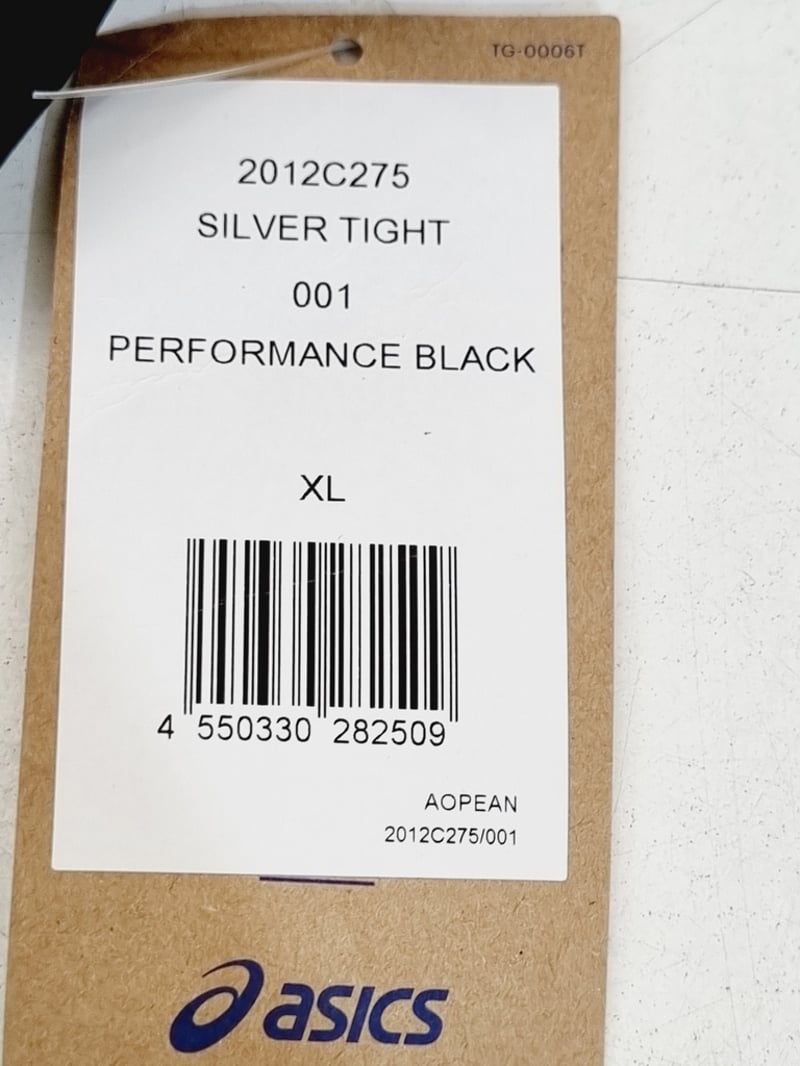 TG-0006T
2012C275
SILVER TIGHT
001
PERFORMANCE BLACK
XL
4 550330 282509
AOPEAN
2012C275/001
asics